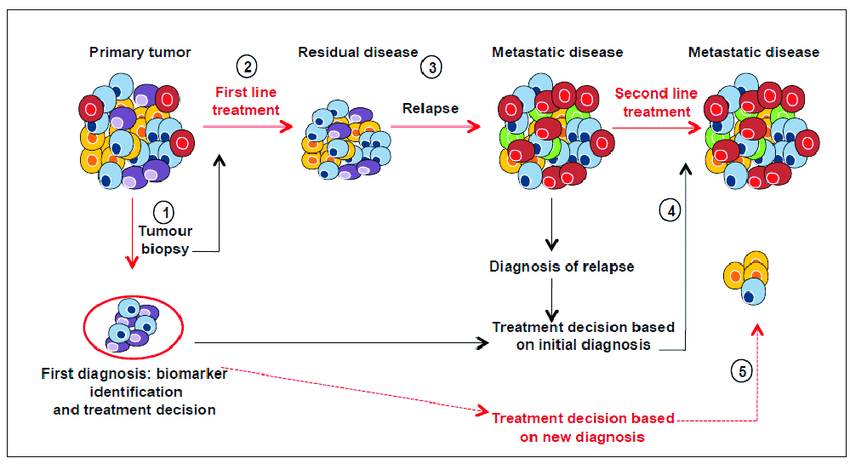 Primary tumor
Residual disease
Metastatic disease
Metastatic disease
2
First line
treatment
3
Relapse
Second line
treatment
1
Tumour
biopsy
4
Diagnosis of relapse
Treatment decision based
on initial diagnosis
First diagnosis: biomarker
identification
and treatment decision
5
Treatment decision based
on new diagnosis